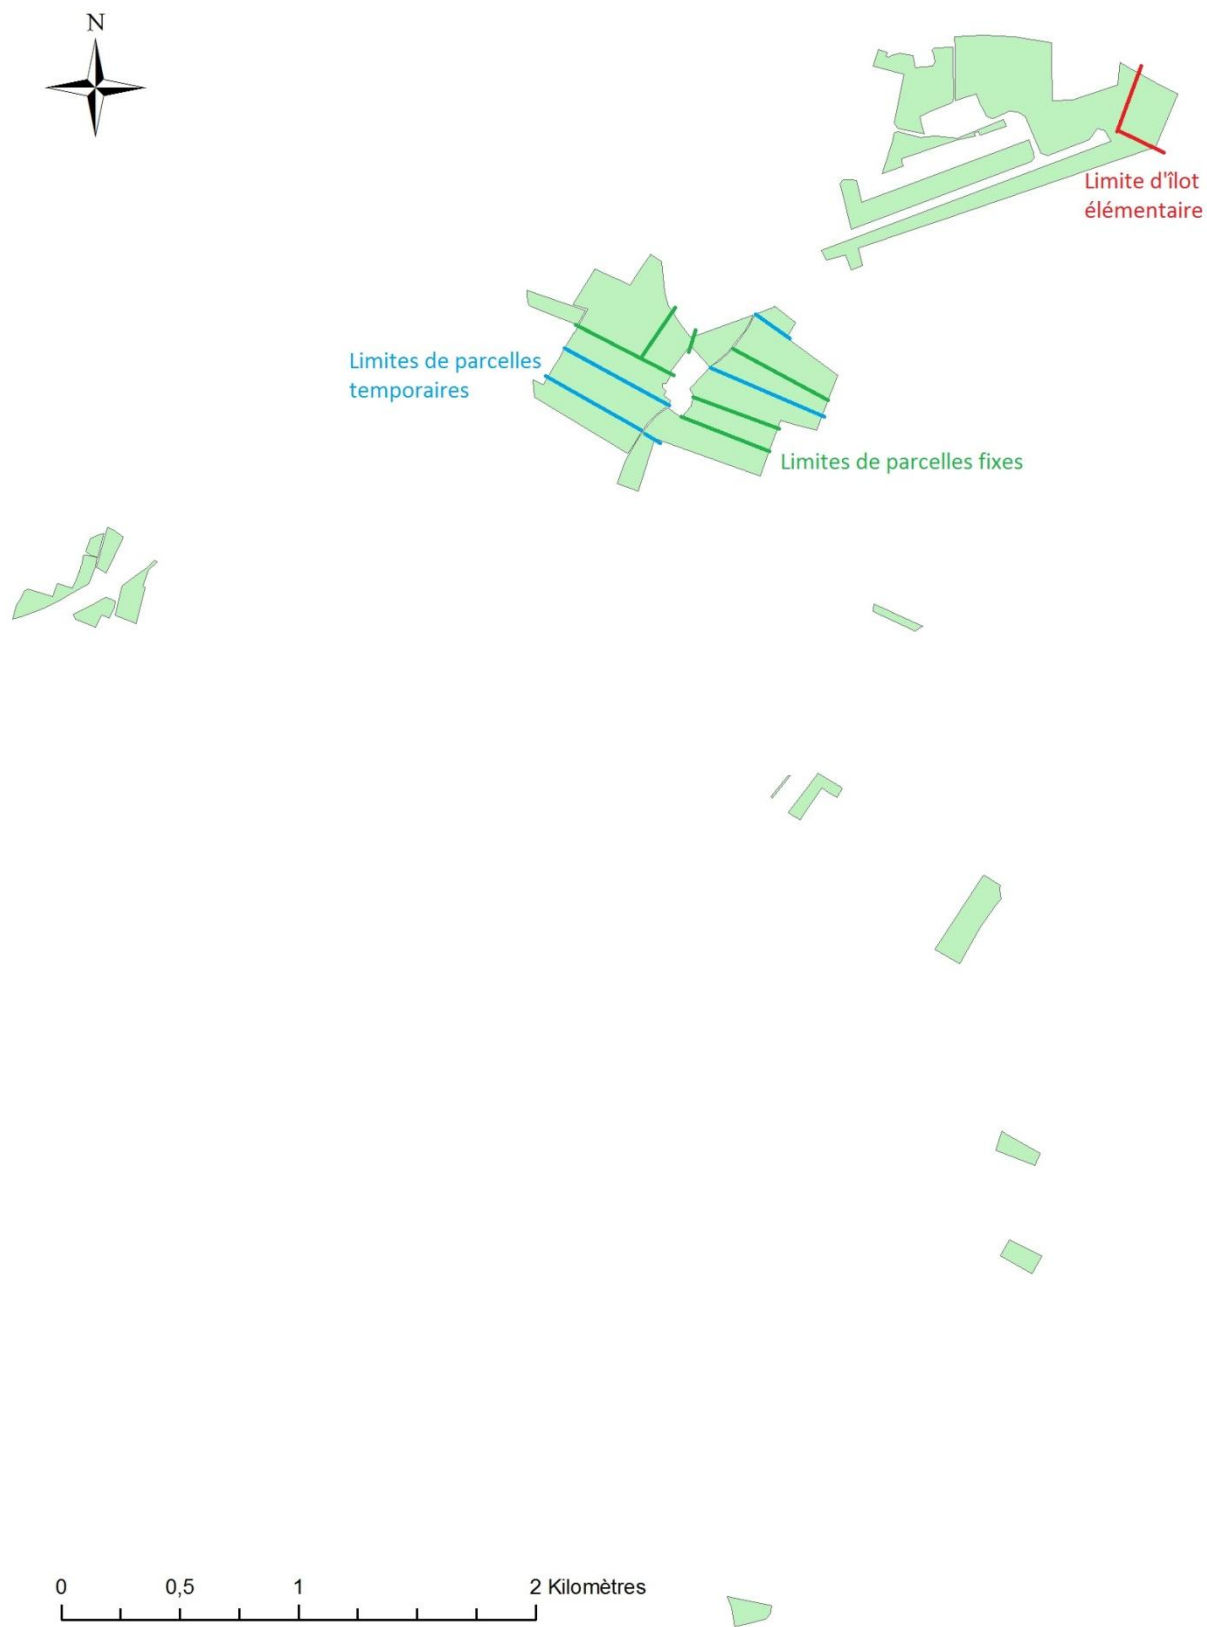 N
Limite d'îlot
élémentaire
Limites de parcelles
temporaires
Limites de parcelles fixes
0 0,5 1 2 Kilomètres